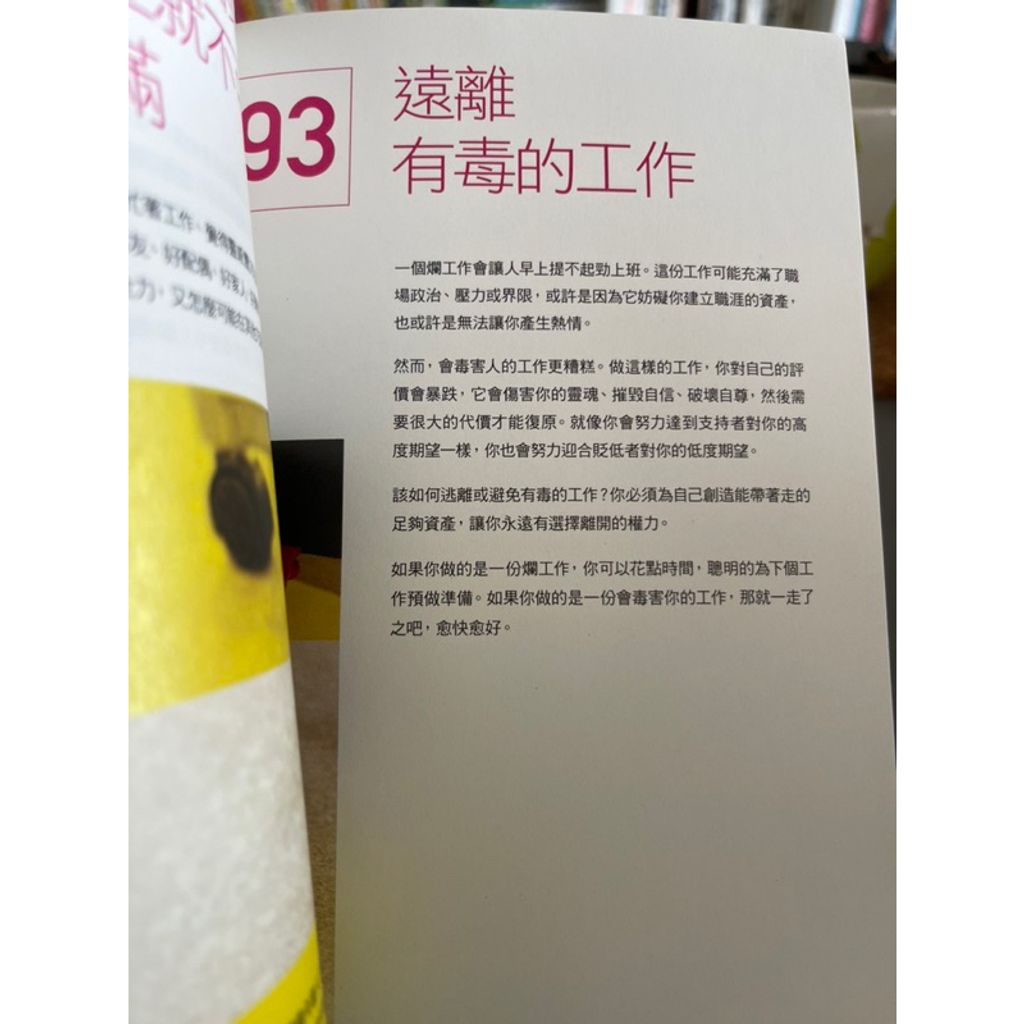 93
遠離
有毒的工作
一個爛工作會讓人早上提不起勁上班。這份工作可能充滿了職
場政治、壓力或界限，或許是因為它妨礙你建立職涯的資產，
也或許是無法讓你產生熱情。
然而，會毒害人的工作更糟糕。做這樣的工作，你對自己的評
價會暴跌，它會傷害你的靈魂、摧毀自信、破壞自尊，然後需
要很大的代價才能復原。就像你會努力達到支持者對你的高
度期望一樣，你也會努力迎合貶低者對你的低度期望。
該如何逃離或避免有毒的工作？你必須為自己創造能帶著走的
足夠資產，讓你永遠有選擇離開的權力。
如果你做的是一份爛工作，你可以花點時間，聰明的為下個工
作預做準備。如果你做的是一份會毒害你的工作，那就一走了
之吧，愈快愈好。